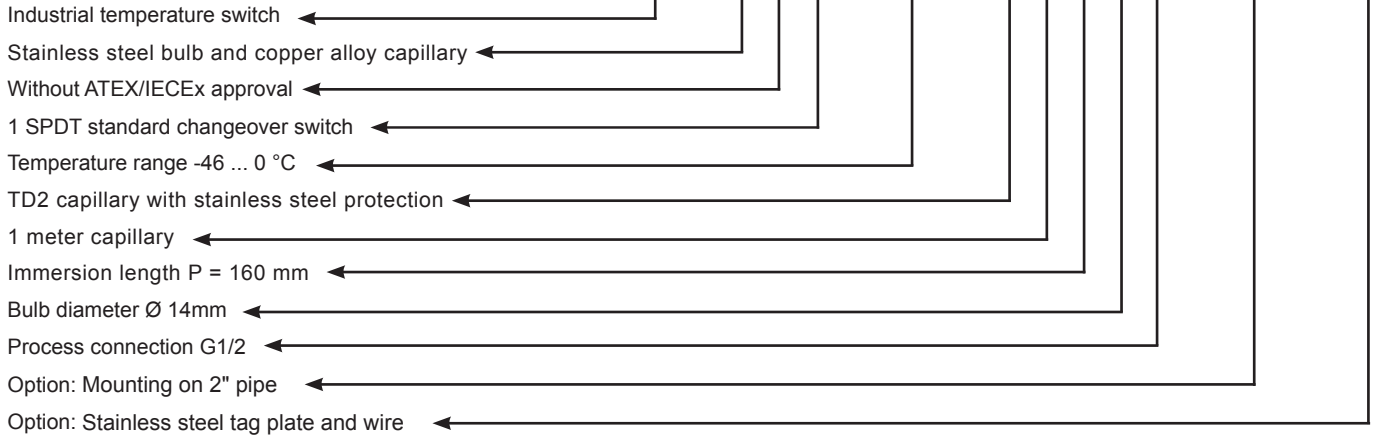 Industrial temperature switch
Stainless steel bulb and copper alloy capillary
Without ATEX/IECEx approval
1 SPDT standard changeover switch
Temperature range -46 ... 0 °C
TD2 capillary with stainless steel protection
1 meter capillary
Immersion length P = 160 mm
Bulb diameter Ø 14mm
Process connection G1/2
Option: Mounting on 2" pipe
Option: Stainless steel tag plate and wire